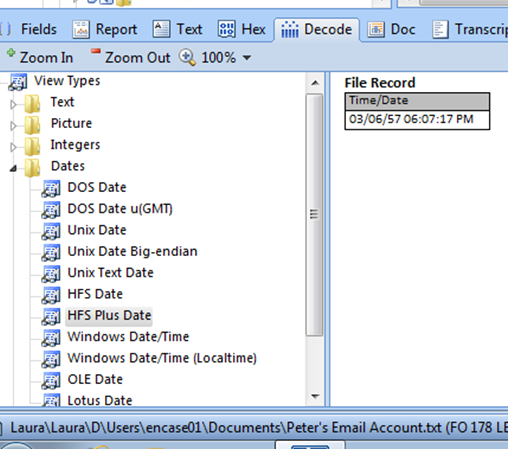 Fields Report Text Hex Decode Doc Transcri
Zoom In Zoom Out 100%
View Types
Text
Picture
Integers
Dates
DOS Date
DOS Date u(GMT)
Unix Date
Unix Date Big-endian
Unix Text Date
HFS Date
HFS Plus Date
Windows Date/Time
Windows Date/Time (Localtime)
OLE Date
Lotus Date
File Record
Time/Date
03/06/57 06:07:17 PM
Laura\Laura\D\Users\encase01\Documents\Peter's Email Account.txt (FO 178 LE